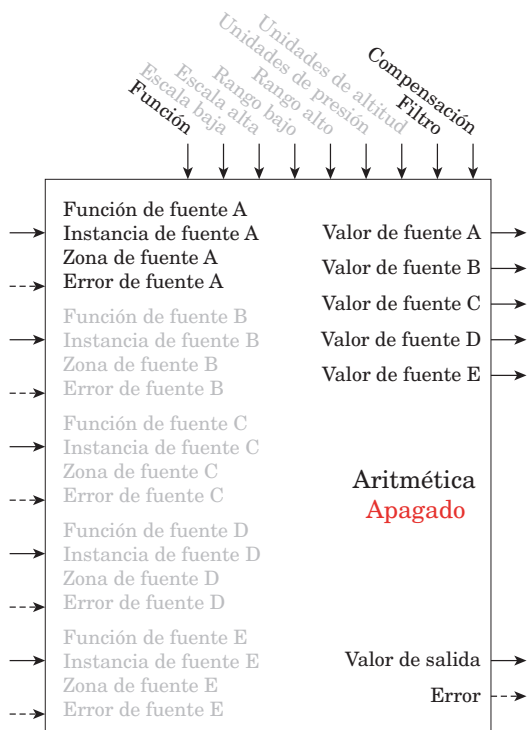 Función
Escala baja
Escala alta
Rango bajo
Rango alto
Unidades de presión
Unidades de altitud
Filtro
Compensación
Función de fuente A
Instancia de fuente A
Zona de fuente A
Error de fuente A
Función de fuente B
Instancia de fuente B
Zona de fuente B
Error de fuente B
Función de fuente C
Instancia de fuente C
Zona de fuente C
Error de fuente C
Función de fuente D
Instancia de fuente D
Zona de fuente D
Error de fuente D
Función de fuente E
Instancia de fuente E
Zona de fuente E
Error de fuente E
Valor de fuente A
Valor de fuente B
Valor de fuente C
Valor de fuente D
Valor de fuente E
Aritmética
Apagado
Valor de salida
Error